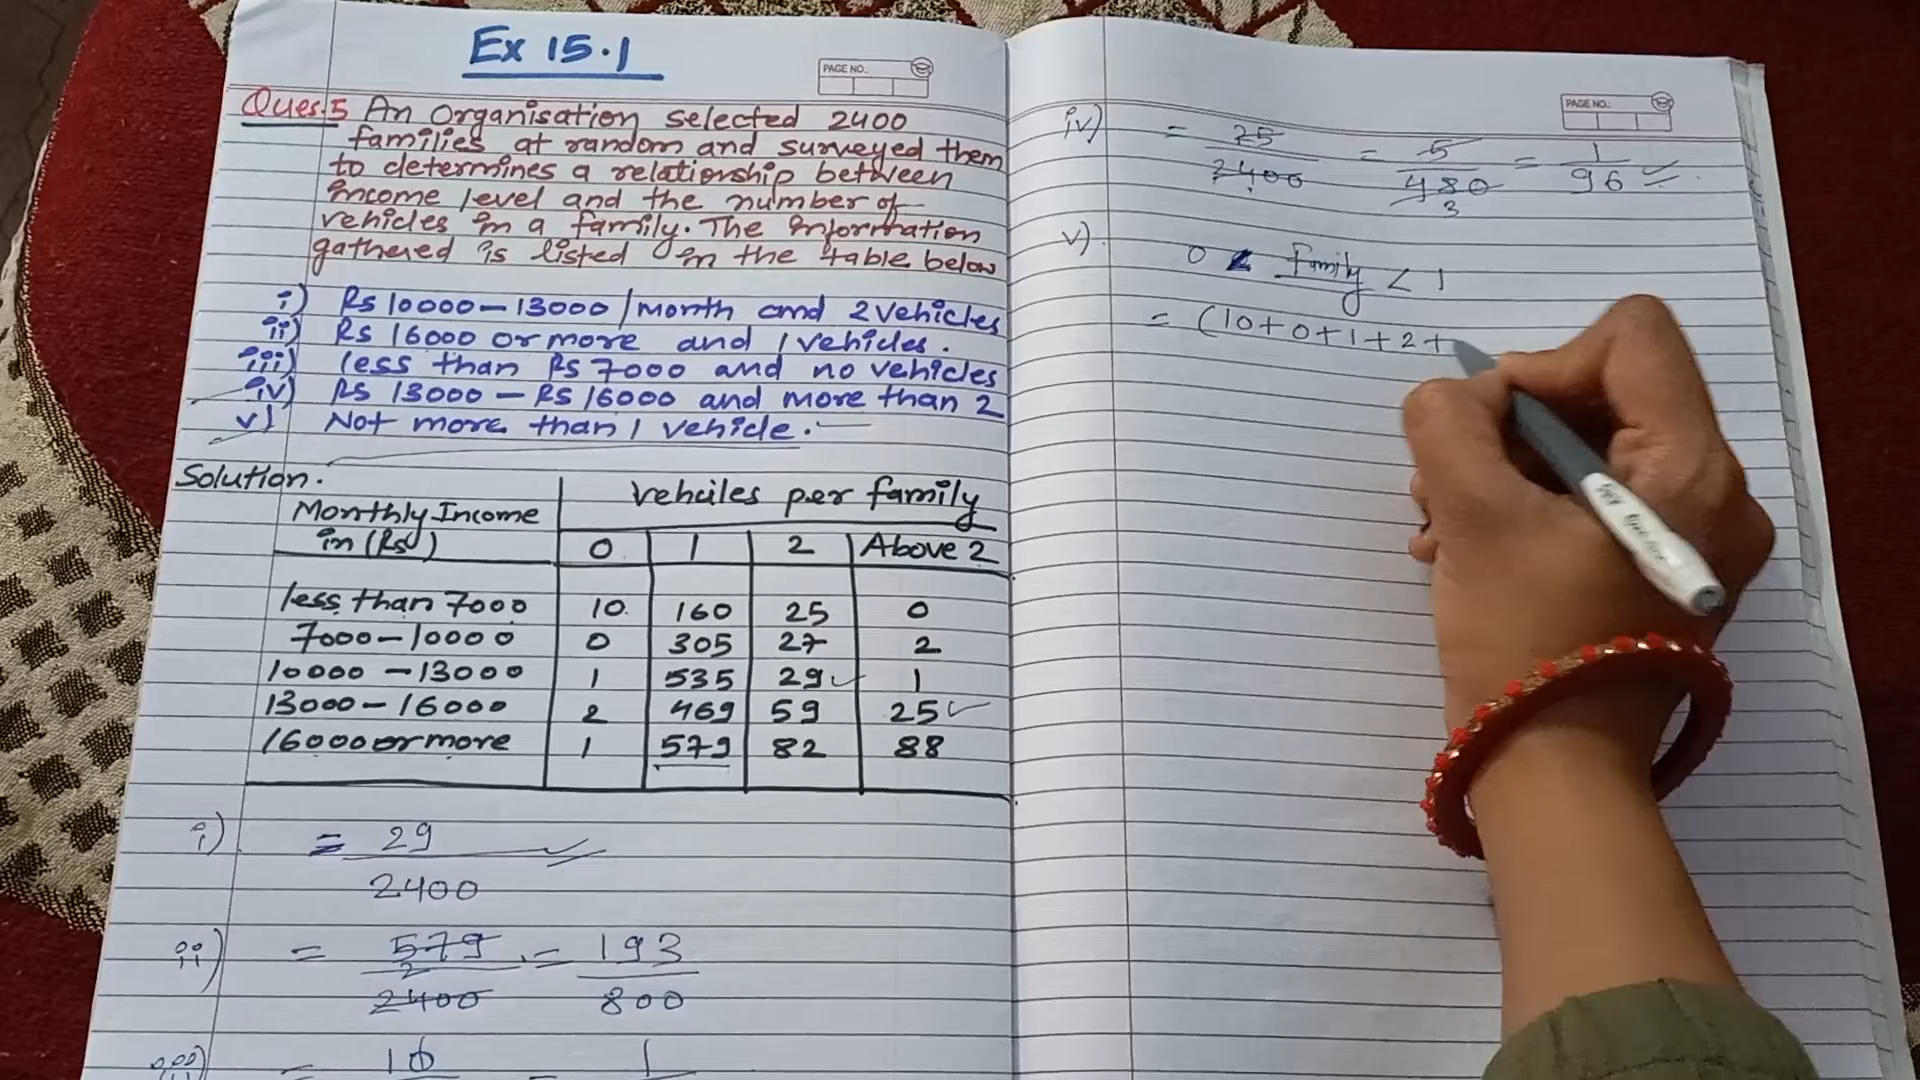 Ex 15.1
PAGE NO.:
Ques.5 An Organisation selected 2400
families at random and surveyed them
to determines a relationship between
income level and the number of
vehicles in a family. The information
gathered is listed in the table below
i) Rs 10000-13000/month and 2 vehicles
ii) Rs 16000 or more and 1 vehicles.
iii) less than Rs 7000 and no vehicles
iv) Rs 13000 - Rs 16000 and more than 2
v) Not more than 1 vehicle.
Solution.
Monthly Income in (Rs) vehciles per family
0 1 2 Above 2
less than 7000 10 160 25 0
7000-10000 0 305 27 2
10000-13000 1 535 29 1
13000-16000 2 469 59 25
16000 or more 1 579 82 88
i) = 29
2400
ii) = 579 = 193
2400 800
iii) = 10 = 1
PAGE NO.:
iv) = 25 = 5 = 1
2400 480 96
3
v) 0 Family < 1
= (10+0+1+2+